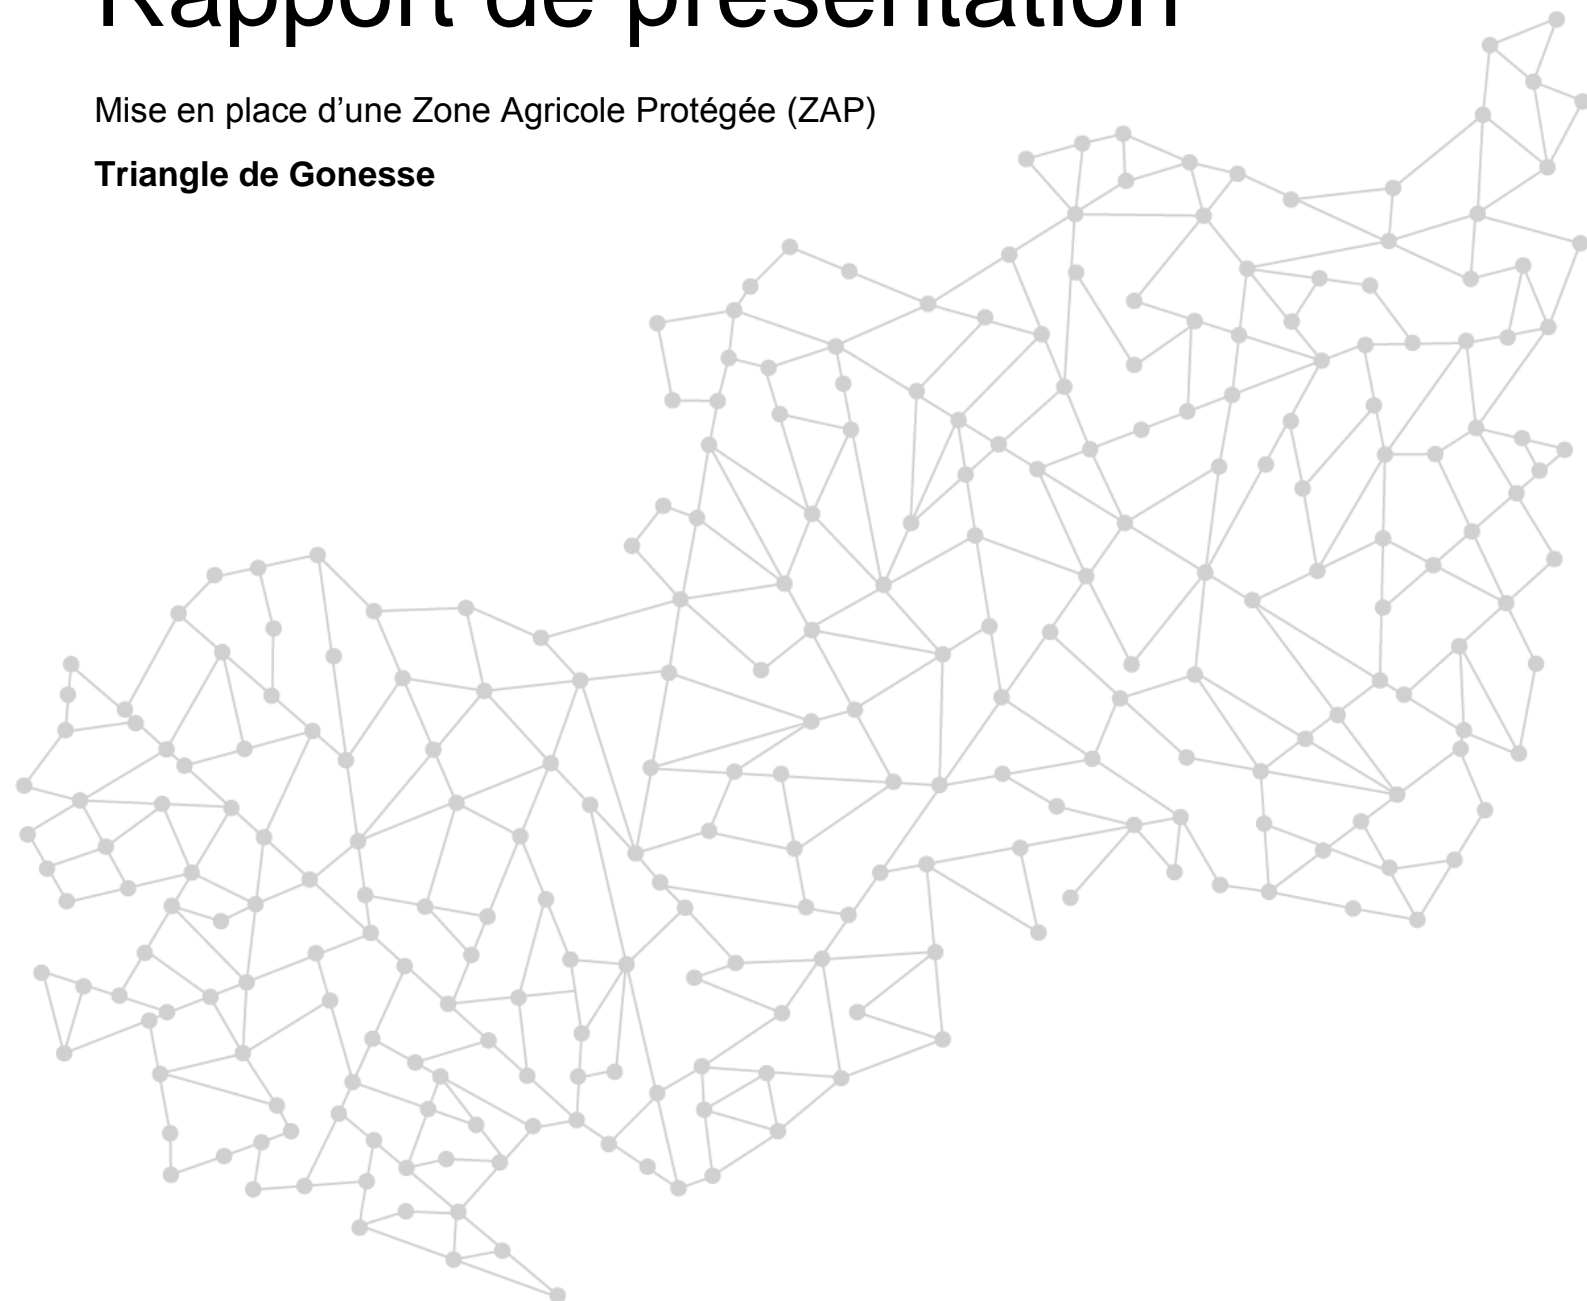 Rapport de présentation
Mise en place d’une Zone Agricole Protégée (ZAP)
Triangle de Gonesse